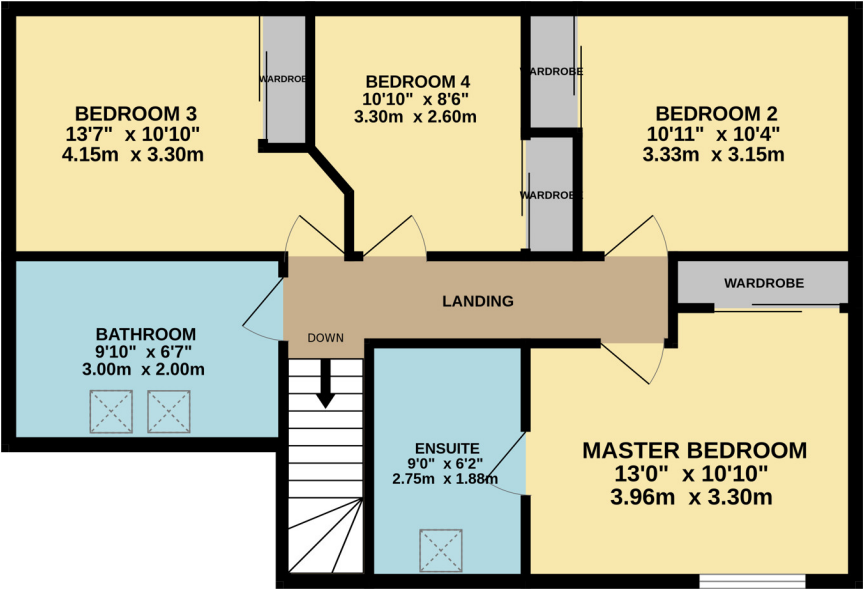 BEDROOM 3
13'7" x 10'10"
4.15m x 3.30m
WARDROBE
BEDROOM 4
10'10" x 8'6"
3.30m x 2.60m
WARDROBE
WARDROBE
BEDROOM 2
10'11" x 10'4"
3.33m x 3.15m
WARDROBE
LANDING
DOWN
BATHROOM
9'10" x 6'7"
3.00m x 2.00m
ENSUITE
9'0" x 6'2"
2.75m x 1.88m
MASTER BEDROOM
13'0" x 10'10"
3.96m x 3.30m